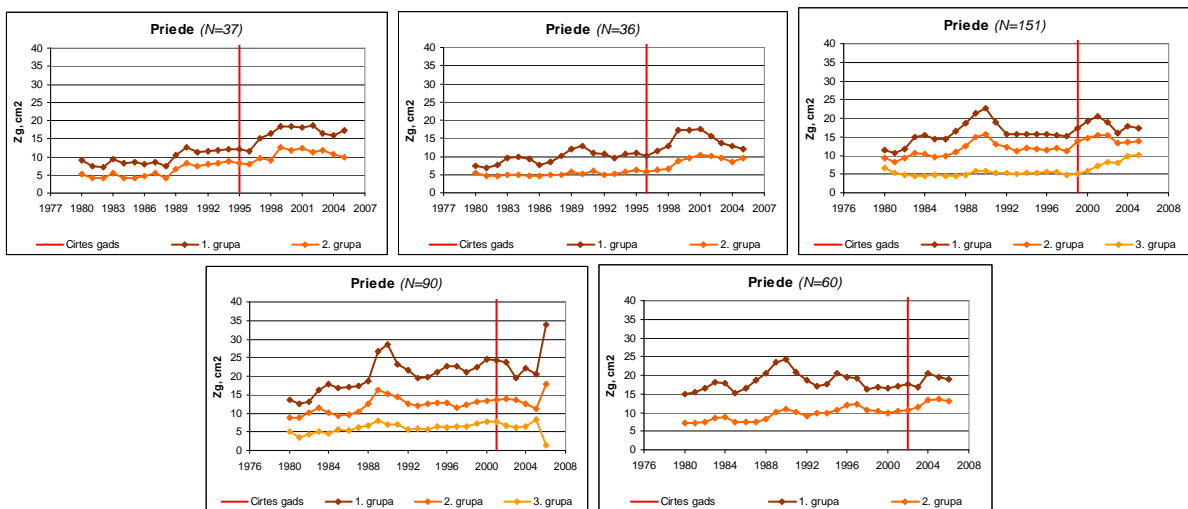 Priede (N=37)
40
35
30
25
20
15
10
5
0
Zg, cm2
1977 1980 1983 1986 1989 1992 1995 1998 2001 2004 2007
Cirtes gads 1. grupa 2. grupa
Priede (N=36)
40
35
30
25
20
15
10
5
0
Zg, cm2
1977 1980 1983 1986 1989 1992 1995 1998 2001 2004 2007
Cirtes gads 1. grupa 2. grupa
Priede (N=151)
40
35
30
25
20
15
10
5
0
Zg, cm2
1976 1980 1984 1988 1992 1996 2000 2004 2008
Cirtes gads 1. grupa 2. grupa 3. grupa
Priede (N=90)
40
35
30
25
20
15
10
5
0
Zg, cm2
1976 1980 1984 1988 1992 1996 2000 2004 2008
Cirtes gads 1. grupa 2. grupa 3. grupa
Priede (N=60)
40
35
30
25
20
15
10
5
0
Zg, cm2
1976 1980 1984 1988 1992 1996 2000 2004 2008
Cirtes gads 1. grupa 2. grupa